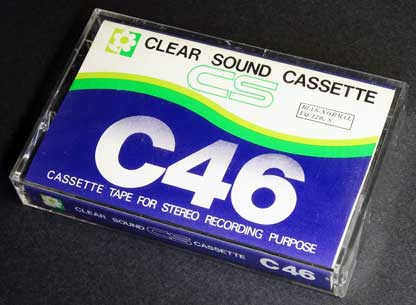 CLEAR SOUND CASSETTE
CS
BIAS-NORMAL
EQ-120µS
C46
CASSETTE TAPE FOR STEREO RECORDING PURPOSE
CLEAR SOUND CS CASSETTE C46